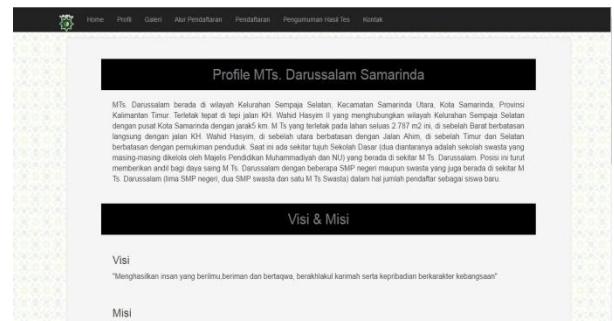 Home Profil Galeri Alur Pendaftaran Pendaftaran Pengumuman Hasil Tes Kontak
Profile MTs. Darussalam Samarinda
MTs. Darussalam berada di wilayah Kelurahan Sempaja Selatan, Kecamatan Samarinda Utara, Kota Samarinda, Provinsi
Kalimantan Timur. Terletak tepat di tepi jalan KH. Wahid Hasyim II yang menghubungkan wilayah Kelurahan Sempaja Selatan
dengan pusat Kota Samarinda dengan jarak5 km. M Ts yang terletak pada lahan seluas 2.787 m2 ini, di sebelah Barat berbatasan
langsung dengan jalan KH. Wahid Hasyim, di sebelah utara berbatasan dengan Jalan Ahim, di sebelah Timur dan Selatan
berbatasan dengan pemukiman penduduk. Saat ini ada sekitar tujuh Sekolah Dasar (dua diantaranya adalah sekolah swasta yang
masing-masing dikelola oleh Majelis Pendidikan Muhammadiyah dan NU) yang berada di sekitar M Ts. Darussalam. Posisi ini turut
memberikan andil bagi daya saing M Ts. Darussalam dengan beberapa SMP negeri maupun swasta yang juga berada di sekitar M
Ts. Darussalam (lima SMP negeri, dua SMP swasta dan satu M Ts Swasta) dalam hal jumlah pendaftar sebagai siswa baru.
Visi & Misi
Visi
"Menghasilkan insan yang berilmu,beriman dan bertaqwa, berakhlakul karimah serta kepribadian berkarakter kebangsaan"
Misi